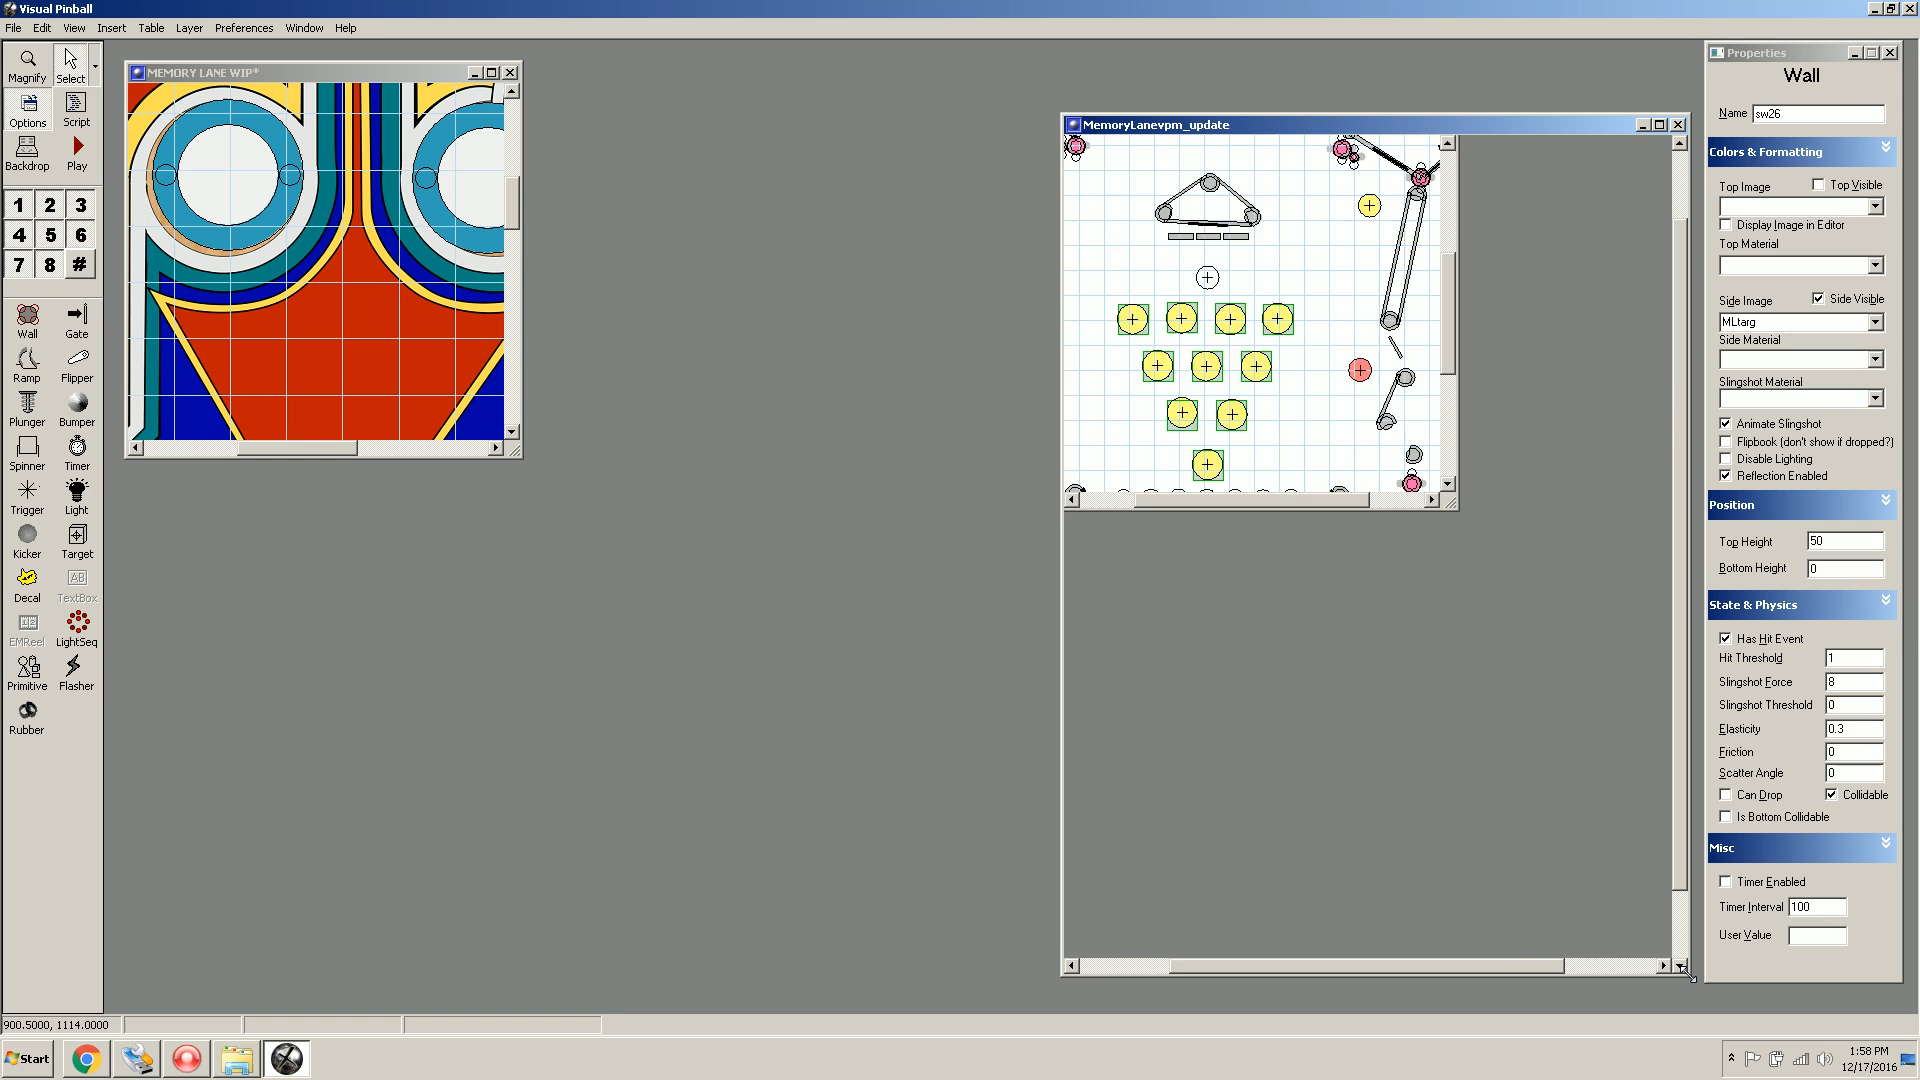 Visual Pinball
File Edit View Insert Table Layer Preferences Window Help
Magnify Select
Options Script
Backdrop Play
1 2 3
4 5 6
7 8 #
Wall Gate
Ramp Flipper
Plunger Bumper
Spinner Timer
Trigger Light
Kicker Target
Decal TextBox
EMReel LightSeq
Primitive Flasher
Rubber
MEMORY LANE WIP*
MemoryLanevpm_update
Properties
Wall
Name sw26
Colors & Formatting
Top Image Top Visible
Display Image in Editor
Top Material
Side Image Side Visible
MLtarg
Side Material
Slingshot Material
Animate Slingshot
Flipbook (don't show if dropped?)
Disable Lighting
Reflection Enabled
Position
Top Height 50
Bottom Height 0
State & Physics
Has Hit Event
Hit Threshold 1
Slingshot Force 8
Slingshot Threshold 0
Elasticity 0.3
Friction 0
Scatter Angle 0
Can Drop Collidable
Is Bottom Collidable
Misc
Timer Enabled
Timer Interval 100
User Value
900.5000, 1114.0000
Start
1:58 PM
12/17/2016